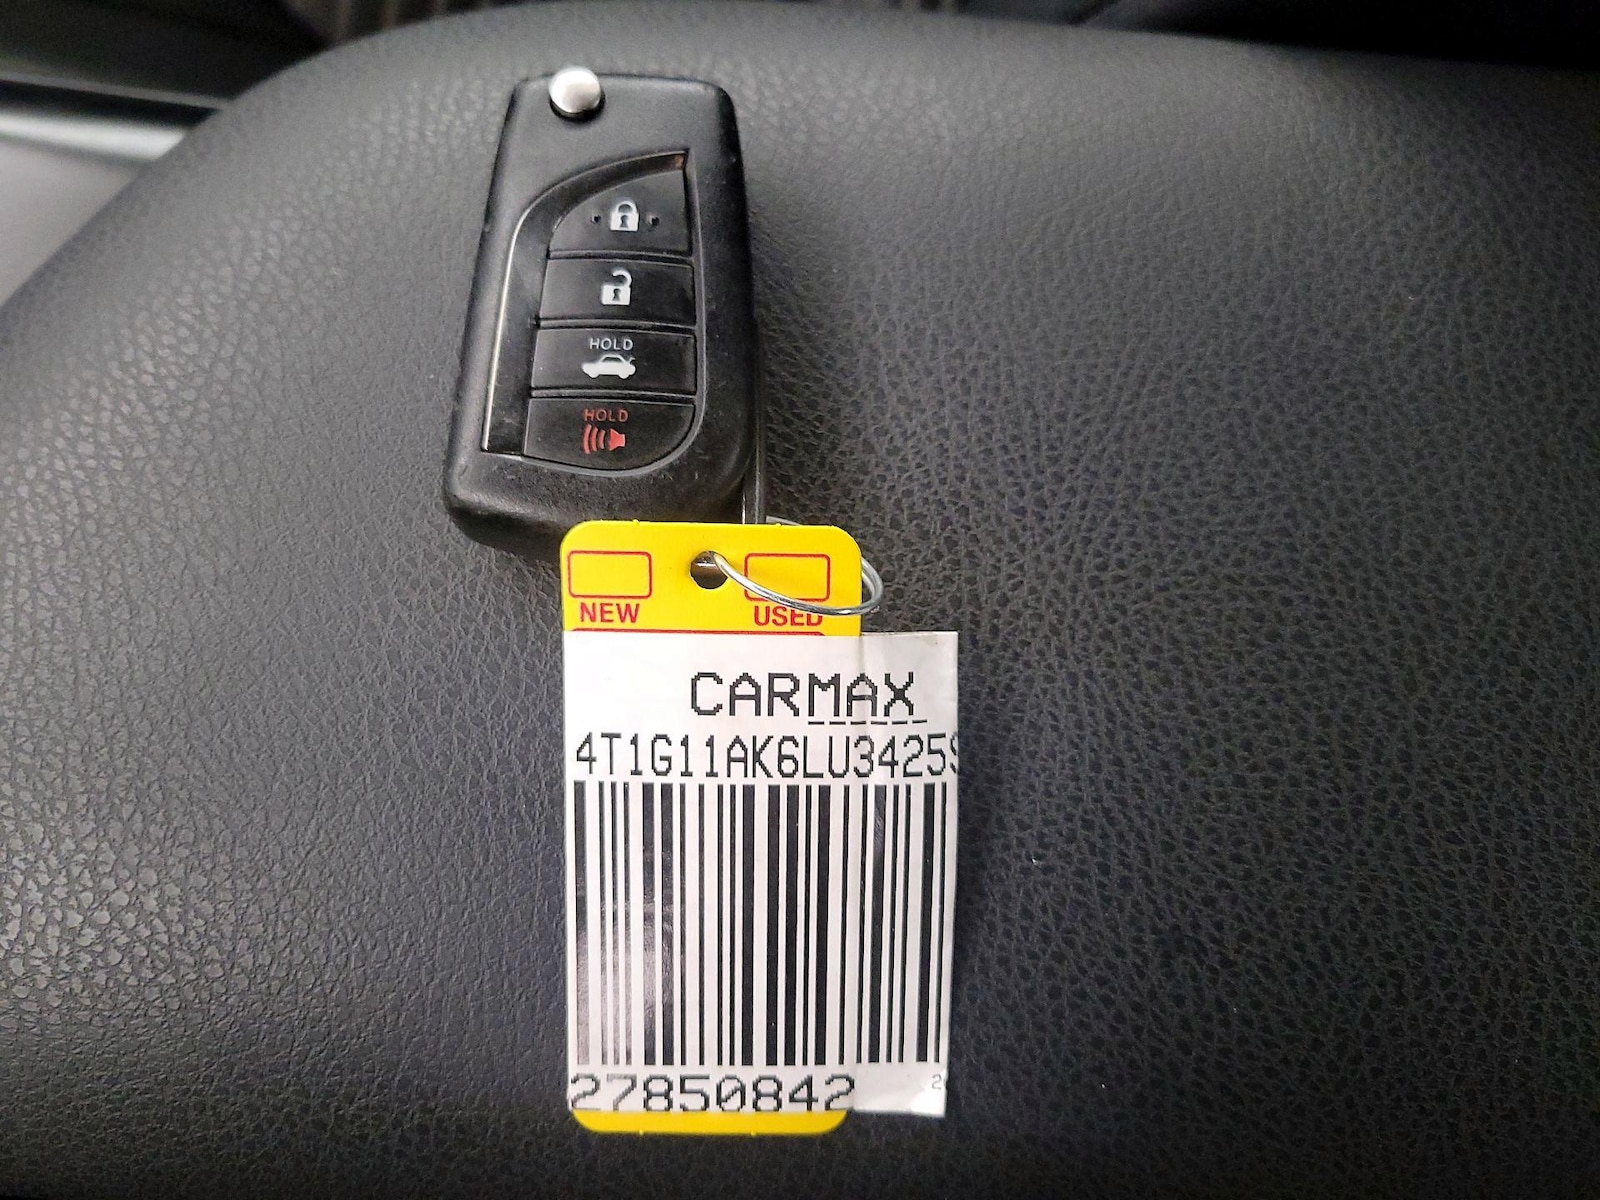 HOLD
HOLD
NEW USED
CARMAX
4T1G11AK6LU3425
27850842